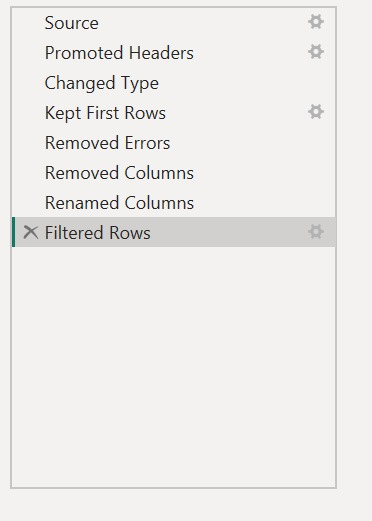 Source
Promoted Headers
Changed Type
Kept First Rows
Removed Errors
Removed Columns
Renamed Columns
Filtered Rows